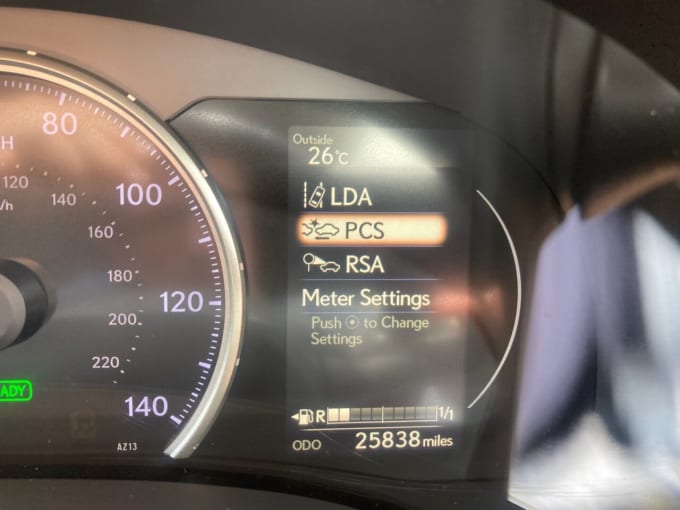 80
H
100
120
140
/h
160
180
120
200
220
140
ADY
AZ13
Outside
26°C
LDA
PCS
RSA
Meter Settings
Push ⦿ to Change
Settings
R 1/1
ODO 25838 miles